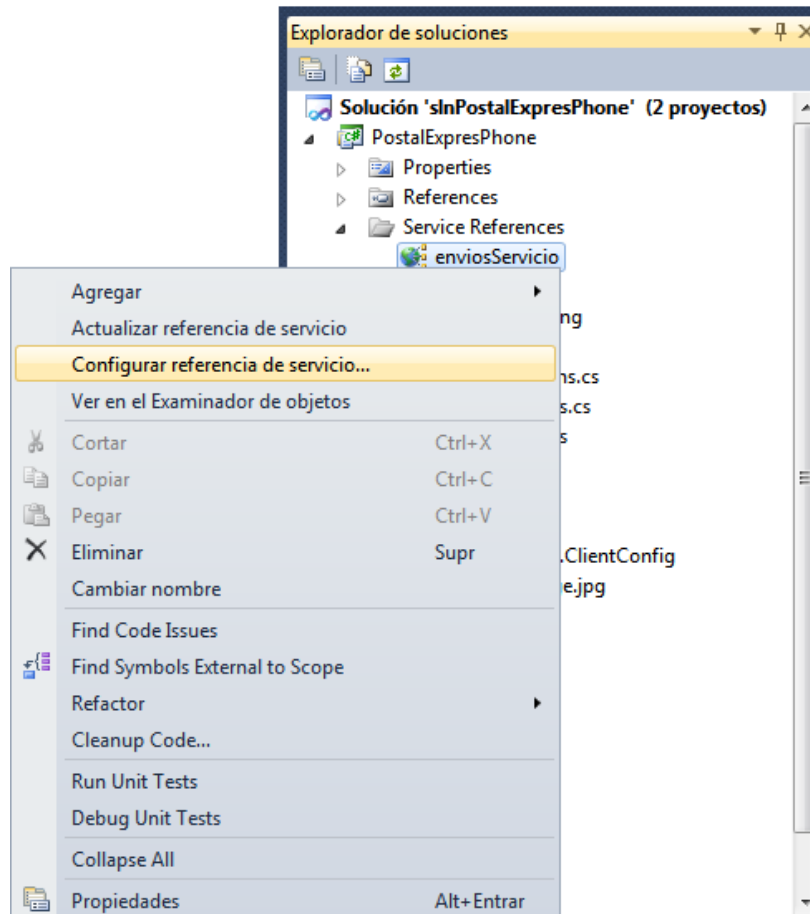 Explorador de soluciones
Solución 'slnPostalExpresPhone' (2 proyectos)
PostalExpresPhone
Properties
References
Service References
enviosServicio
Agregar
ng
Actualizar referencia de servicio
Configurar referencia de servicio...
ns.cs
Ver en el Examinador de objetos
s.cs
Cortar Ctrl+X
s
Copiar Ctrl+C
Pegar Ctrl+V
Eliminar Supr
.ClientConfig
Cambiar nombre
e.jpg
Find Code Issues
Find Symbols External to Scope
Refactor
Cleanup Code...
Run Unit Tests
Debug Unit Tests
Collapse All
Propiedades Alt+Entrar